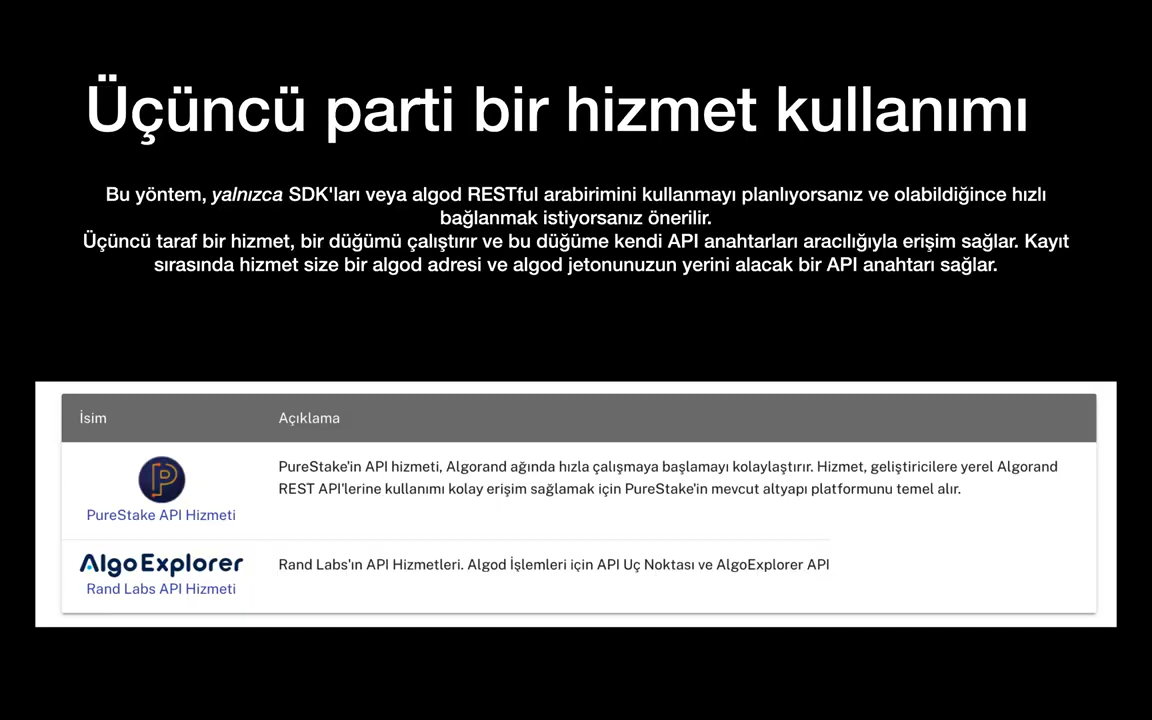 Üçüncü parti bir hizmet kullanımı
Bu yöntem, yalnızca SDK'ları veya algod RESTful arabirimini kullanmayı planlıyorsanız ve olabildiğince hızlı
bağlanmak istiyorsanız önerilir.
Üçüncü taraf bir hizmet, bir düğümü çalıştırır ve bu düğüme kendi API anahtarları aracılığıyla erişim sağlar. Kayıt
sırasında hizmet size bir algod adresi ve algod jetonunuzun yerini alacak bir API anahtarı sağlar.
İsim Açıklama
PureStake'in API hizmeti, Algorand ağında hızla çalışmaya başlamayı kolaylaştırır. Hizmet, geliştiricilere yerel Algorand
REST API'lerine kullanımı kolay erişim sağlamak için PureStake'in mevcut altyapı platformunu temel alır.
PureStake API Hizmeti
AlgoExplorer
Rand Labs'ın API Hizmetleri. Algod İşlemleri için API Uç Noktası ve AlgoExplorer API
Rand Labs API Hizmeti